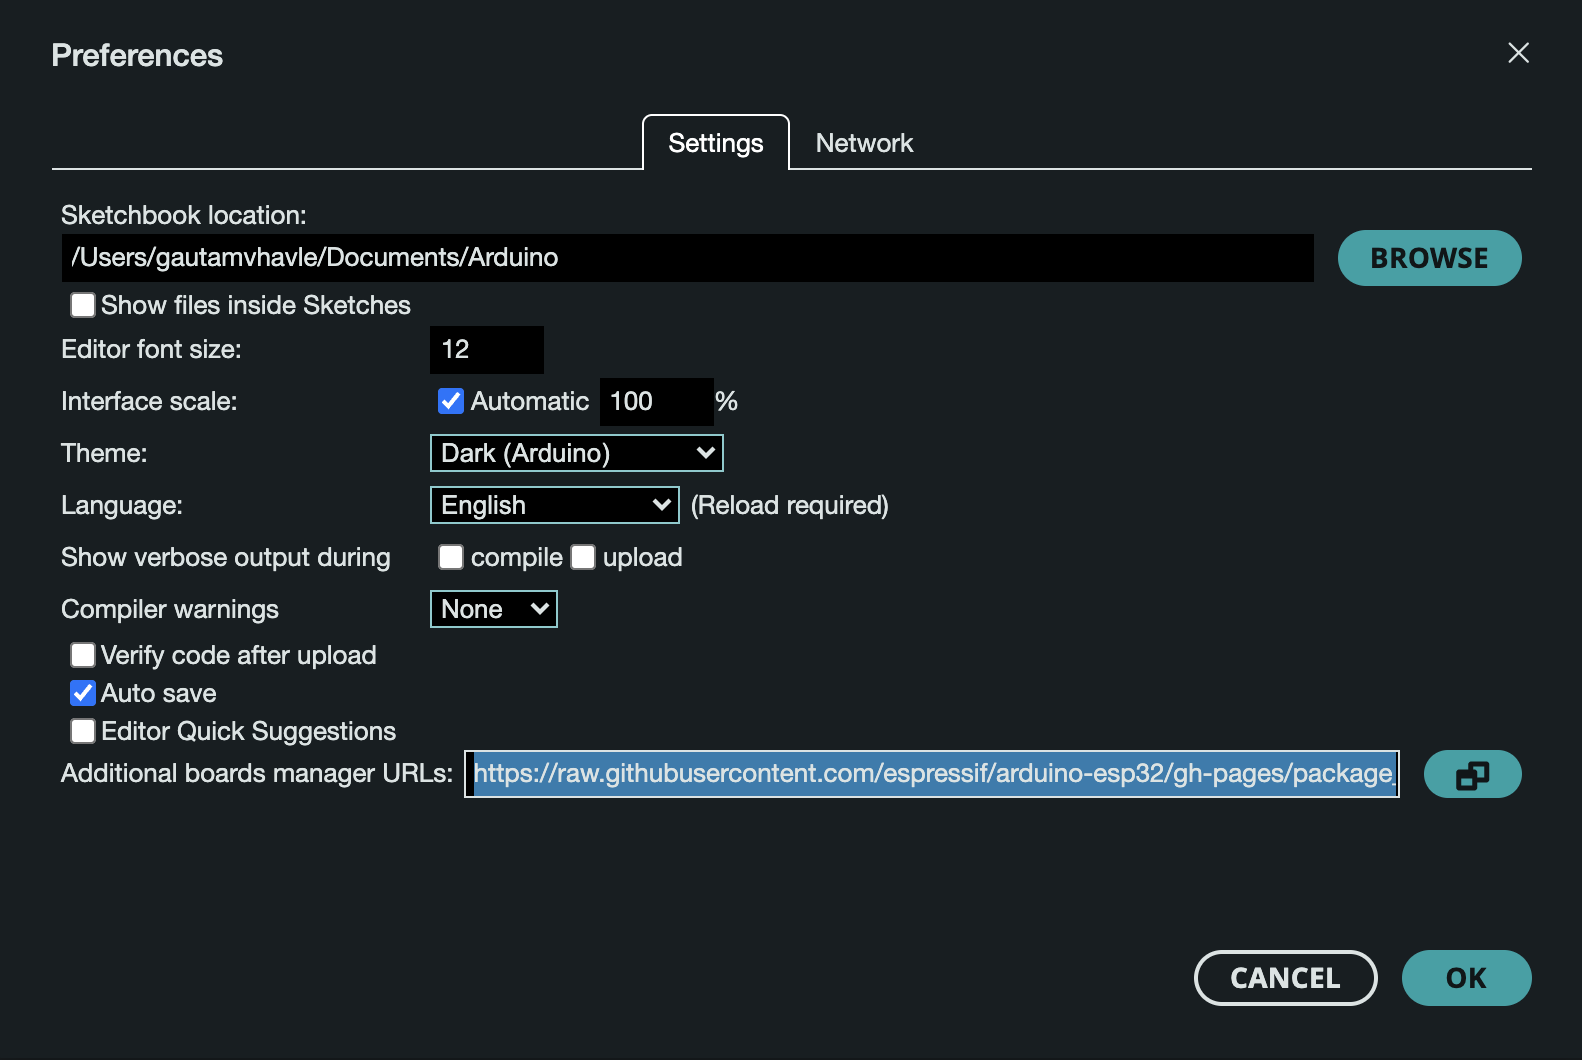 Preferences
Settings Network
Sketchbook location:
/Users/gautamvhavle/Documents/Arduino BROWSE
Show files inside Sketches
Editor font size: 12
Interface scale: Automatic 100 %
Theme: Dark (Arduino)
Language: English (Reload required)
Show verbose output during compile upload
Compiler warnings None
Verify code after upload
Auto save
Editor Quick Suggestions
Additional boards manager URLs: https://raw.githubusercontent.com/espressif/arduino-esp32/gh-pages/package_
CANCEL OK